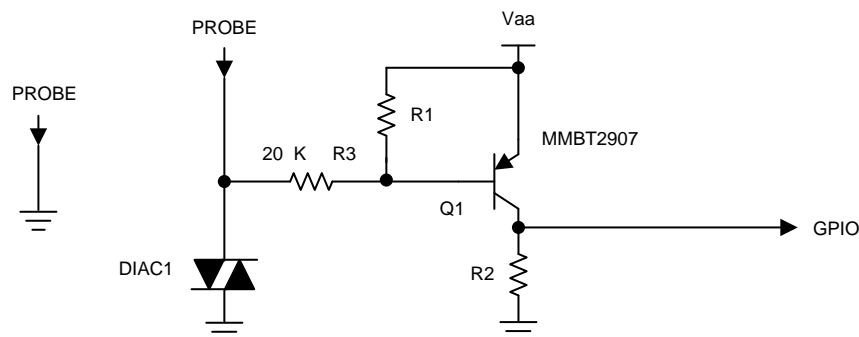 PROBE
Vaa
PROBE
R1
MMBT2907
20 K R3
Q1
GPIO
DIAC1
R2